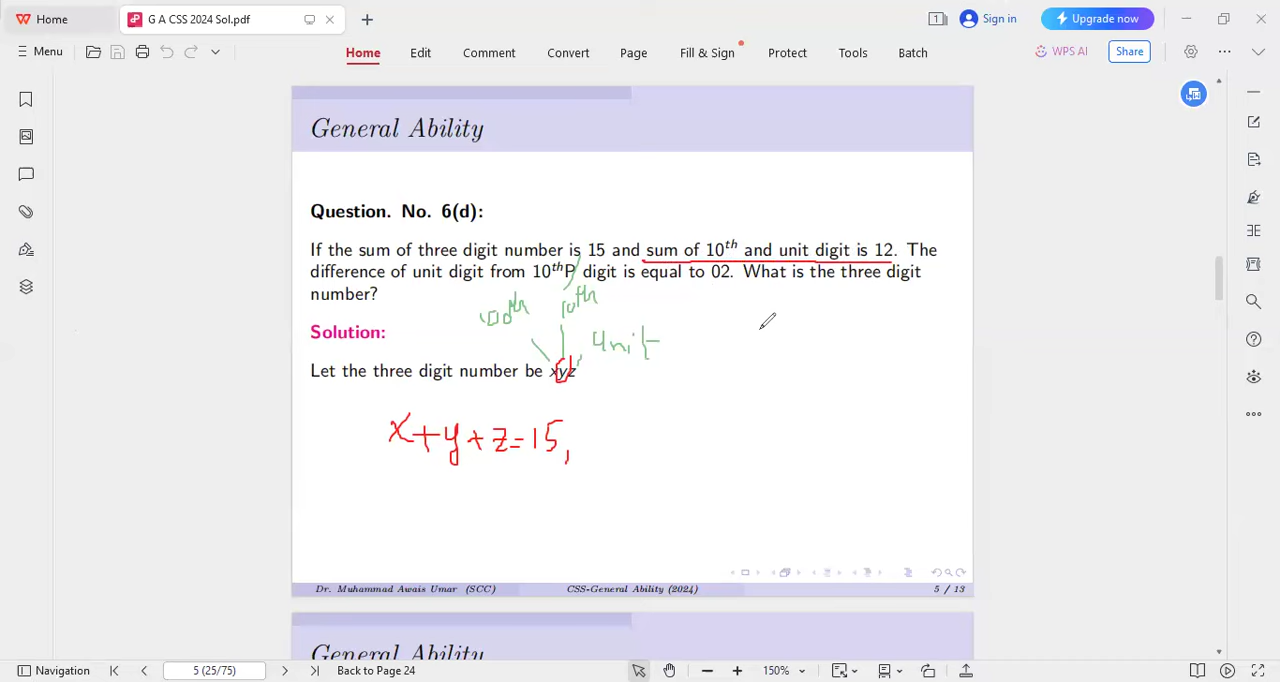 Home
G A CSS 2024 Sol.pdf
Sign in
Upgrade now
Menu
Home Edit Comment Convert Page Fill & Sign Protect Tools Batch
WPS AI
Share
General Ability
Question. No. 6(d):
If the sum of three digit number is 15 and sum of 10th and unit digit is 12. The
difference of unit digit from 10thP digit is equal to 02. What is the three digit
number?
100th 10th
Solution:
Unit
Let the three digit number be xyz
x+y+z=15,
Dr. Muhammad Awais Umar (SCC) CSS-General Ability (2024) 5 / 13
General Ability
Navigation
5 (25/75)
Back to Page 24
150%